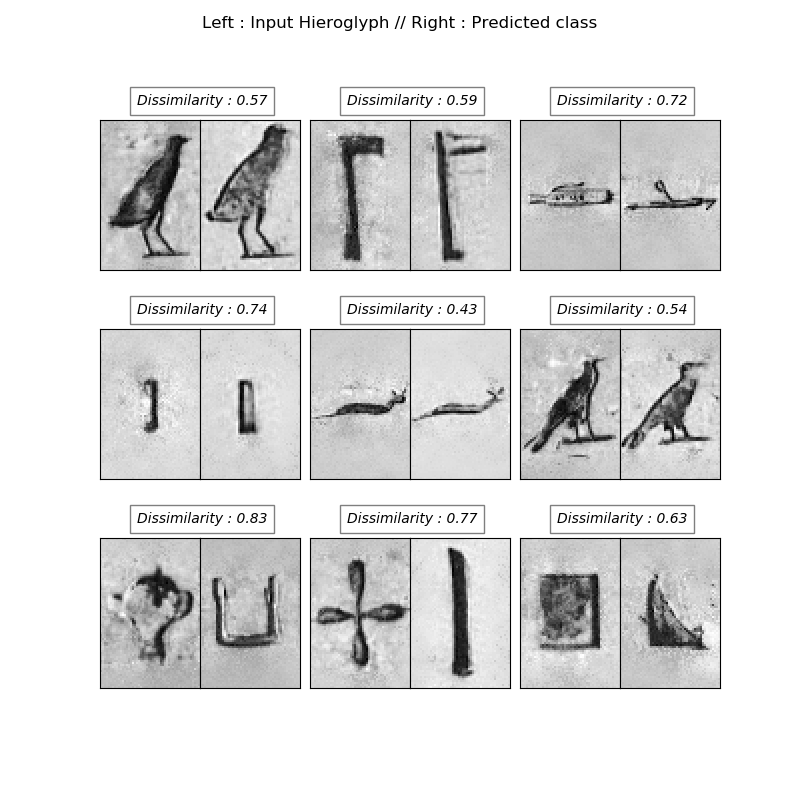 Left : Input Hieroglyph // Right : Predicted class
Dissimilarity : 0.57
Dissimilarity : 0.59
Dissimilarity : 0.72
Dissimilarity : 0.74
Dissimilarity : 0.43
Dissimilarity : 0.54
Dissimilarity : 0.83
Dissimilarity : 0.77
Dissimilarity : 0.63